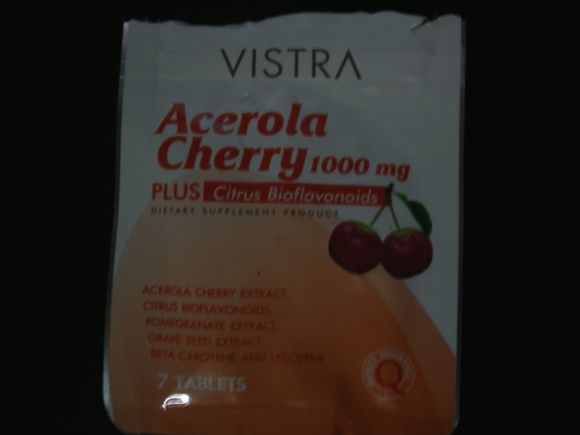 VISTRA
Acerola
Cherry 1000 mg
PLUS Citrus Bioflavonoids
DIETARY SUPPLEMENT PRODUCT
ACEROLA CHERRY EXTRACT,
CITRUS BIOFLAVONOIDS,
POMEGRANATE EXTRACT,
GRAPE SEED EXTRACT,
BETA CAROTENE AND LYCOPENE
7 TABLETS
Q